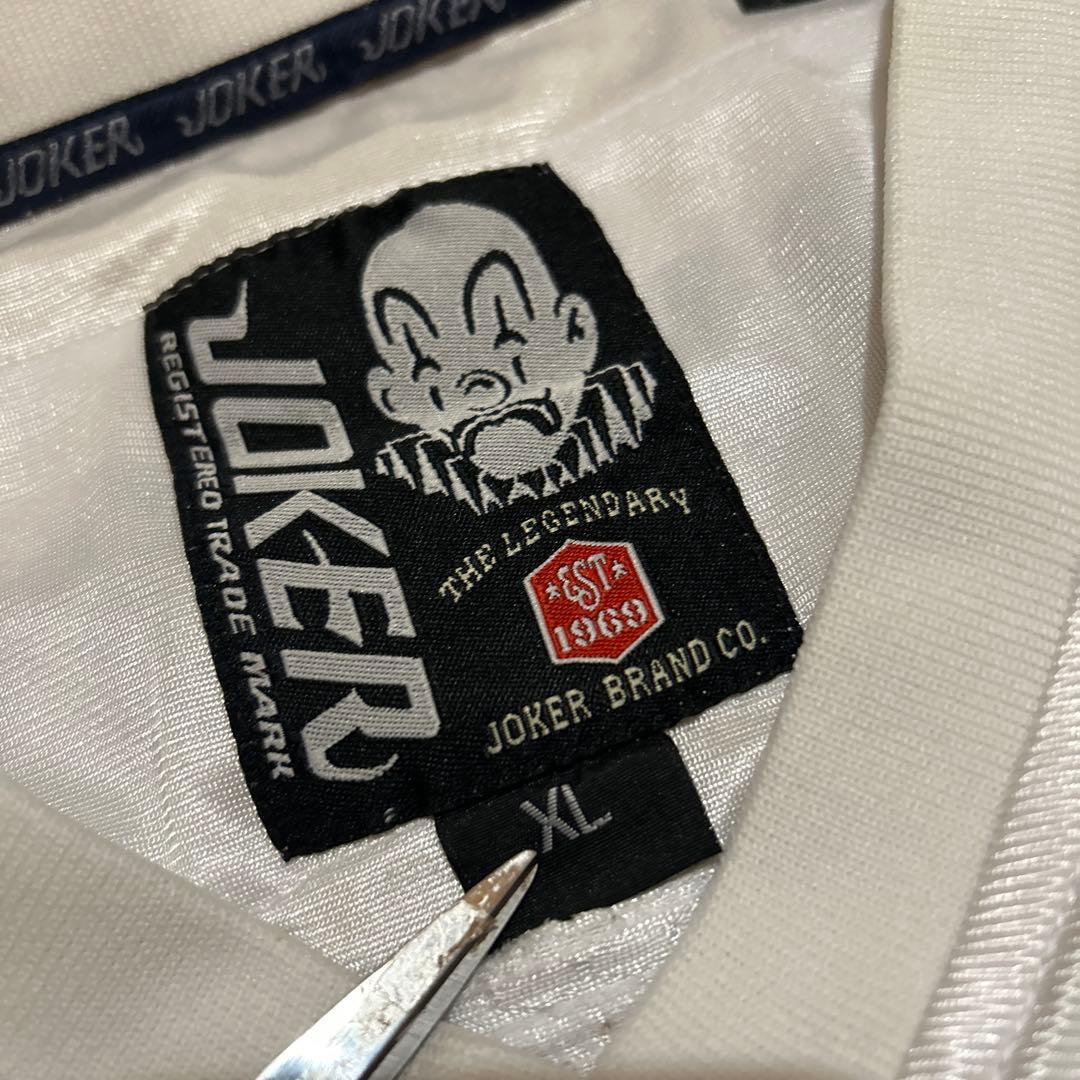 JOKER JOKER JOKER
JOKER
REGISTERED TRADE MARK
THE LEGENDARY
EST
1969
JOKER BRAND CO.
XL